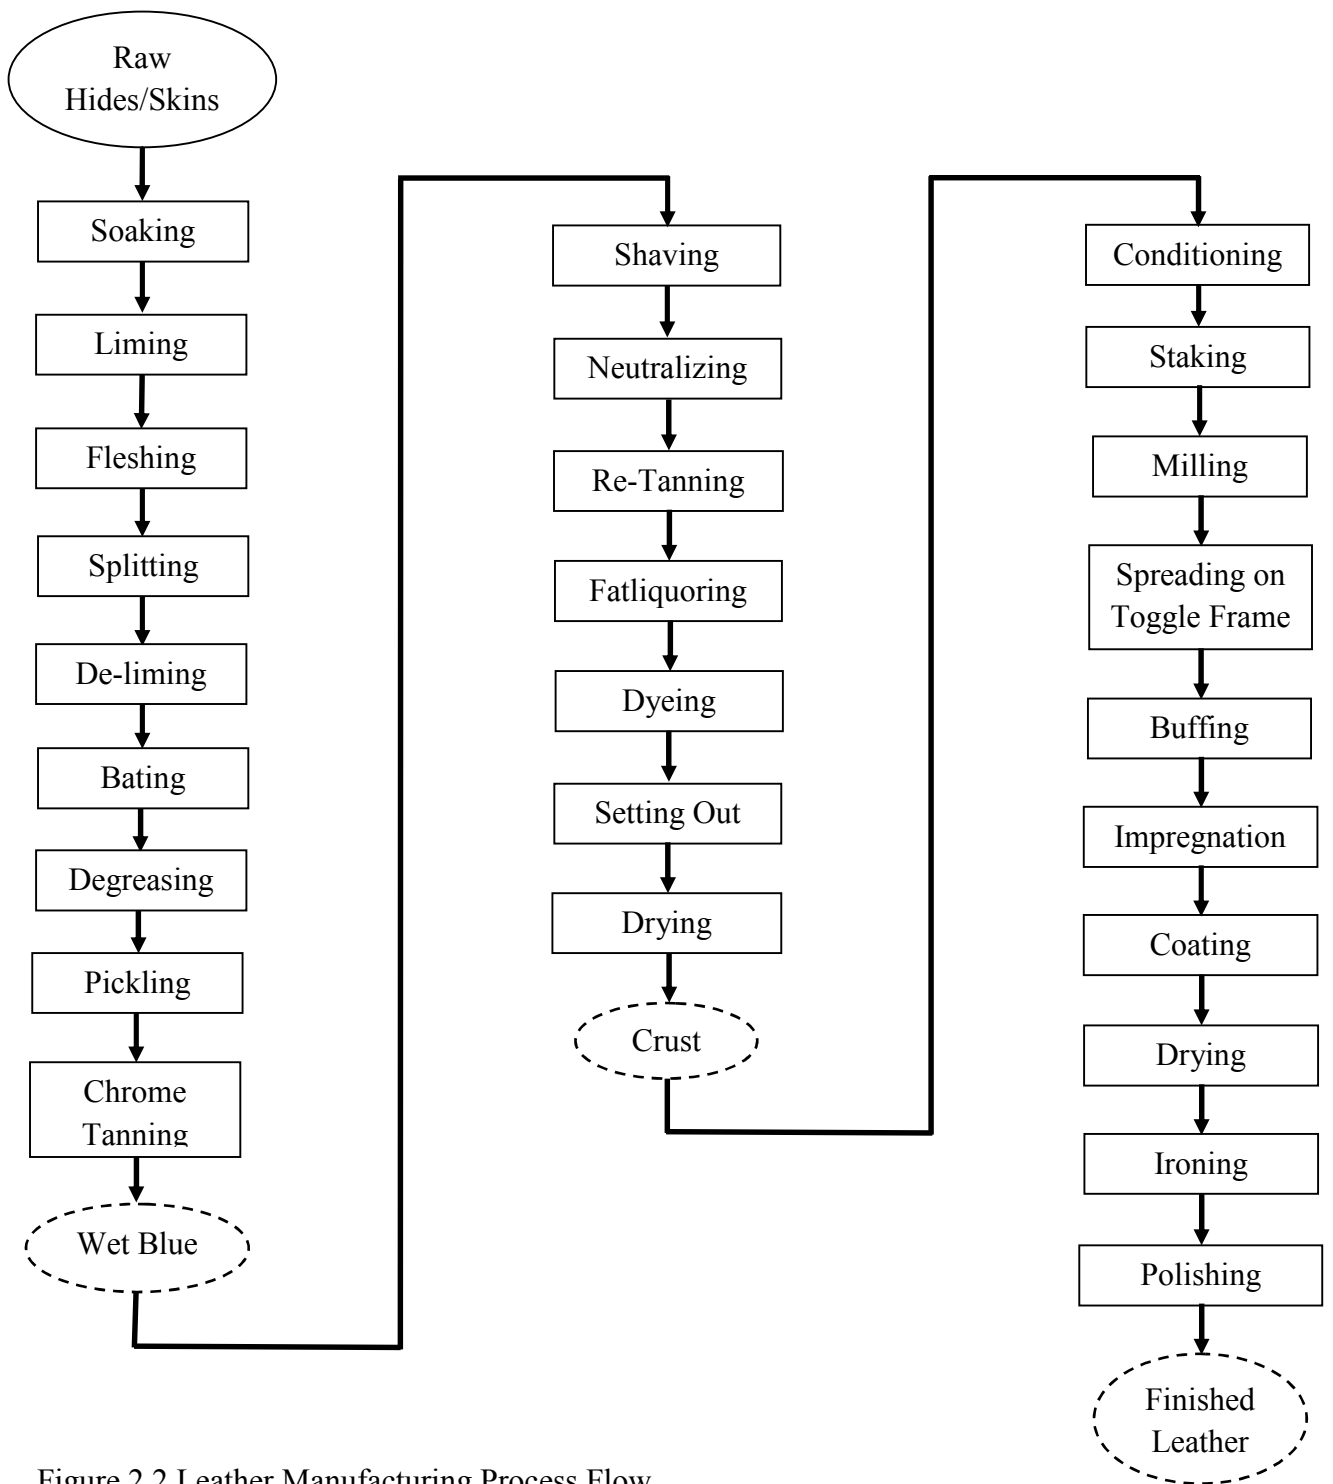 Raw
Hides/Skins
Soaking
Liming
Fleshing
Splitting
De-liming
Bating
Degreasing
Pickling
Chrome
Tanning
Wet Blue
Shaving
Neutralizing
Re-Tanning
Fatliquoring
Dyeing
Setting Out
Drying
Crust
Conditioning
Staking
Milling
Spreading on
Toggle Frame
Buffing
Impregnation
Coating
Drying
Ironing
Polishing
Finished
Leather
Figure 2.2 Leather Manufacturing Process Flow